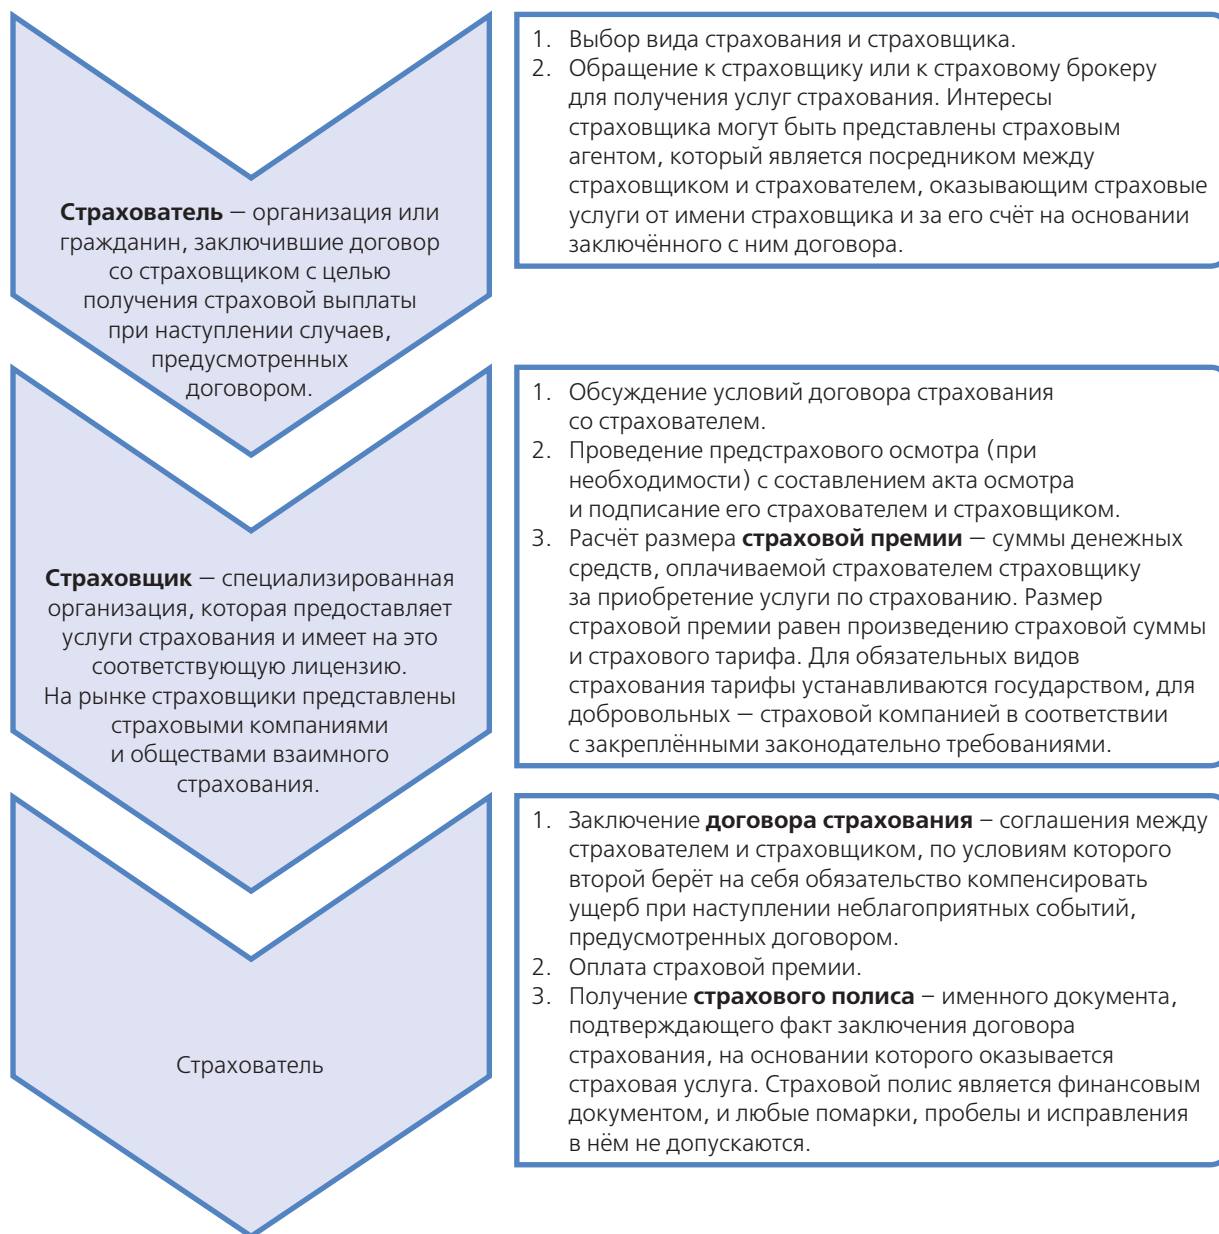 Страхователь – организация или
гражданин, заключившие договор
со страховщиком с целью
получения страховой выплаты
при наступлении случаев,
предусмотренных
договором.
1. Выбор вида страхования и страховщика.
2. Обращение к страховщику или к страховому брокеру
для получения услуг страхования. Интересы
страховщика могут быть представлены страховым
агентом, который является посредником между
страховщиком и страхователем, оказывающим страховые
услуги от имени страховщика и за его счёт на основании
заключённого с ним договора.
Страховщик – специализированная
организация, которая предоставляет
услуги страхования и имеет на это
соответствующую лицензию.
На рынке страховщики представлены
страховыми компаниями
и обществами взаимного
страхования.
1. Обсуждение условий договора страхования
со страхователем.
2. Проведение предстрахового осмотра (при
необходимости) с составлением акта осмотра
и подписание его страхователем и страховщиком.
3. Расчёт размера страховой премии – суммы денежных
средств, оплачиваемой страхователем страховщику
за приобретение услуги по страхованию. Размер
страховой премии равен произведению страховой суммы
и страхового тарифа. Для обязательных видов
страхования тарифы устанавливаются государством, для
добровольных – страховой компанией в соответствии
с закреплёнными законодательно требованиями.
Страхователь
1. Заключение договора страхования – соглашения между
страхователем и страховщиком, по условиям которого
второй берёт на себя обязательство компенсировать
ущерб при наступлении неблагоприятных событий,
предусмотренных договором.
2. Оплата страховой премии.
3. Получение страхового полиса – именного документа,
подтверждающего факт заключения договора
страхования, на основании которого оказывается
страховая услуга. Страховой полис является финансовым
документом, и любые помарки, пробелы и исправления
в нём не допускаются.